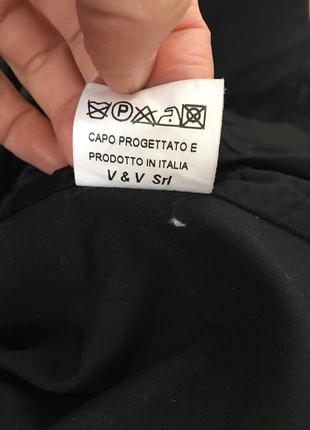 P
CAPO PROGETTATO E
PRODOTTO IN ITALIA
V & V Srl